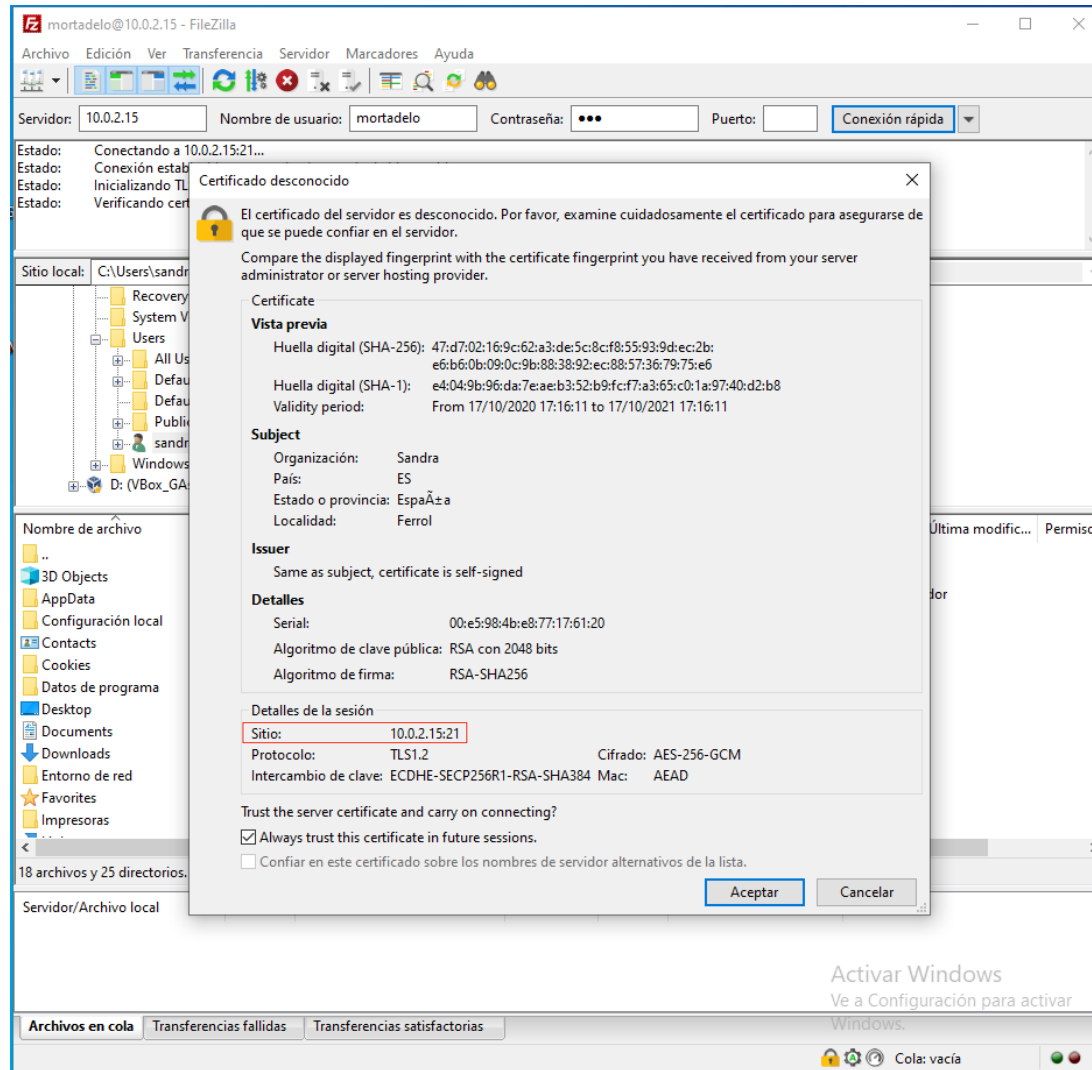 mortadelo@10.0.2.15 - FileZilla
Archivo Edición Ver Transferencia Servidor Marcadores Ayuda
Servidor: 10.0.2.15 Nombre de usuario: mortadelo Contraseña: ●●● Puerto: Conexión rápida
Estado: Conectando a 10.0.2.15:21...
Estado: Conexión estab
Estado: Inicializando TL
Estado: Verificando cert
Certificado desconocido
El certificado del servidor es desconocido. Por favor, examine cuidadosamente el certificado para asegurarse de
que se puede confiar en el servidor.
Compare the displayed fingerprint with the certificate fingerprint you have received from your server
administrator or server hosting provider.
Certificate
Vista previa
Huella digital (SHA-256): 47:d7:02:16:9c:62:a3:de:5c:8c:f8:55:93:9d:ec:2b:
e6:b6:0b:09:0c:9b:88:38:92:ec:88:57:36:79:75:e6
Huella digital (SHA-1): e4:04:9b:96:da:7e:ae:b3:52:b9:fc:f7:a3:65:c0:1a:97:40:d2:b8
Validity period: From 17/10/2020 17:16:11 to 17/10/2021 17:16:11
Subject
Organización: Sandra
País: ES
Estado o provincia: EspaÃ±a
Localidad: Ferrol
Issuer
Same as subject, certificate is self-signed
Detalles
Serial: 00:e5:98:4b:e8:77:17:61:20
Algoritmo de clave pública: RSA con 2048 bits
Algoritmo de firma: RSA-SHA256
Detalles de la sesión
Sitio: 10.0.2.15:21
Protocolo: TLS1.2 Cifrado: AES-256-GCM
Intercambio de clave: ECDHE-SECP256R1-RSA-SHA384 Mac: AEAD
Trust the server certificate and carry on connecting?
Always trust this certificate in future sessions.
Confiar en este certificado sobre los nombres de servidor alternativos de la lista.
Aceptar Cancelar
Sitio local: C:\Users\sandr
Recovery
System V
Users
All Us
Defau
Defau
Public
sandr
Windows
D: (VBox_GA
Nombre de archivo Última modific... Permiso
..
3D Objects
AppData dor
Configuración local
Contacts
Cookies
Datos de programa
Desktop
Documents
Downloads
Entorno de red
Favorites
Impresoras
18 archivos y 25 directorios.
Servidor/Archivo local
Activar Windows
Ve a Configuración para activar
Windows.
Archivos en cola Transferencias fallidas Transferencias satisfactorias
Cola: vacía